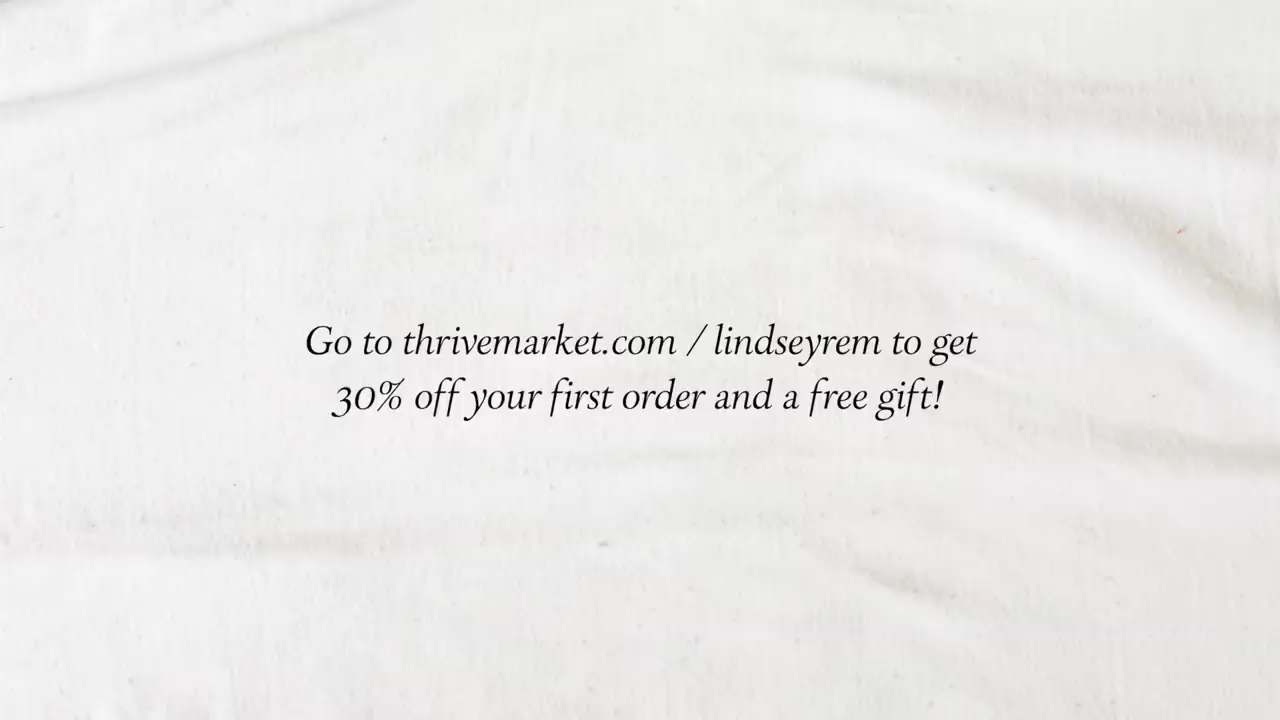 Go to thrivemarket.com / lindseyrem to get
30% off your first order and a free gift!